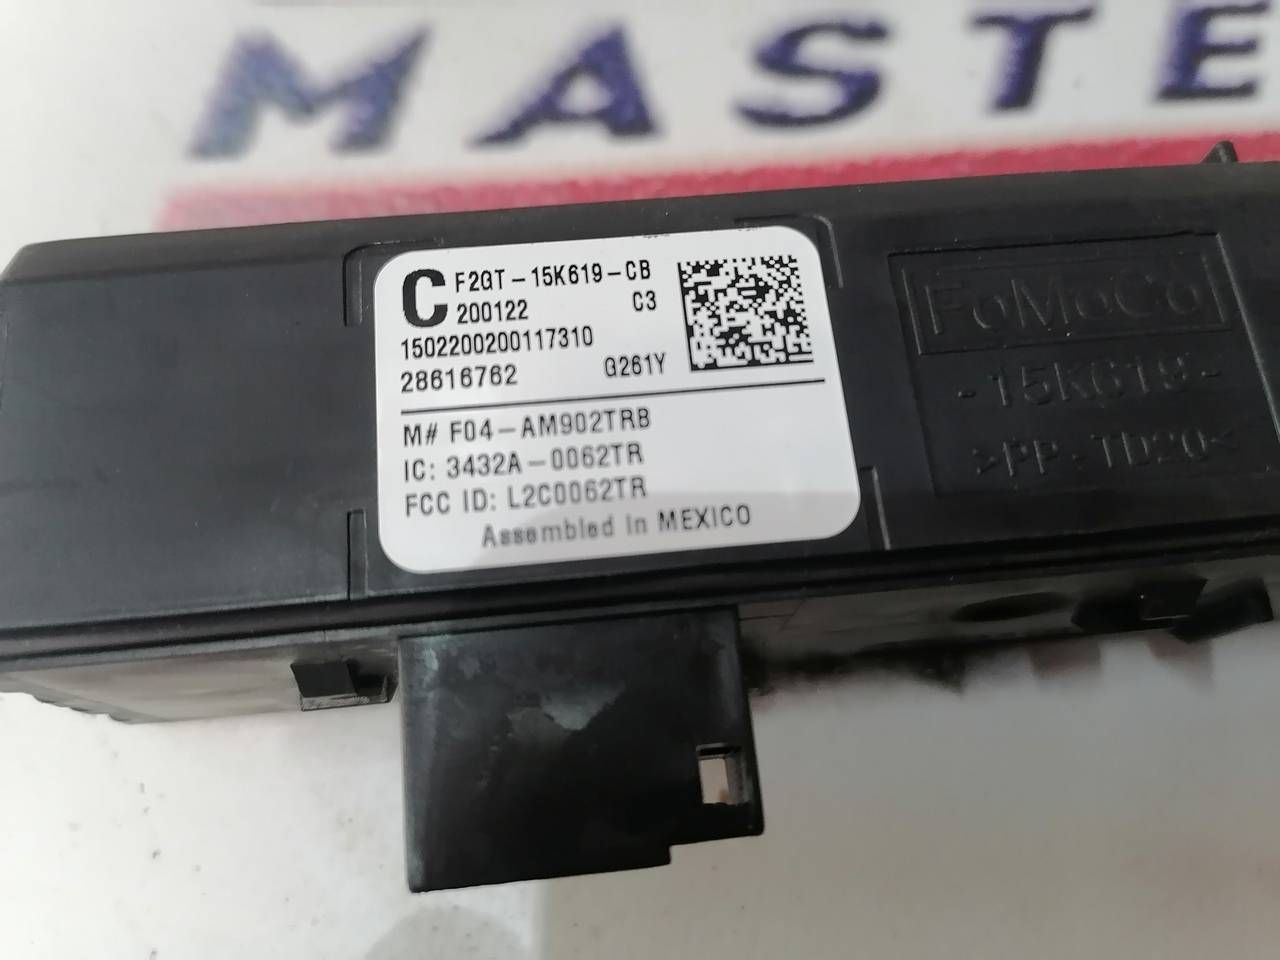 MASTE
C F2GT-15K619-CB
200122 C3
1502200200117310
28616762 G261Y
M# F04-AM902TRB
IC: 3432A-0062TR
FCC ID: L2C0062TR
Assembled in MEXICO
FoMoCo
-15K619-
>PP-TD20<